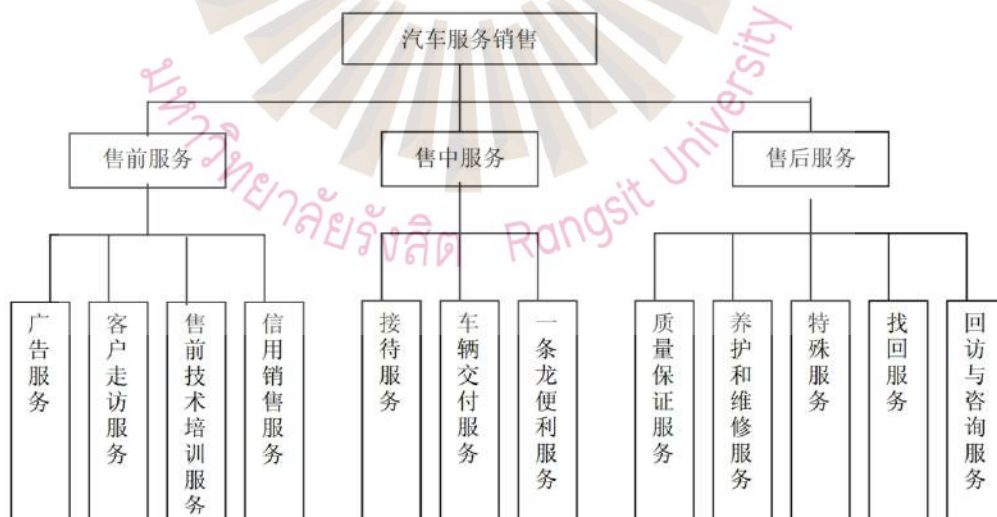 汽车服务销售
售前服务
售中服务
售后服务
广告服务
客户走访服务
售前技术培训服务
信用销售服务
接待服务
车辆交付服务
一条龙便利服务
质量保证服务
养护和维修服务
特殊服务
找回服务
回访与咨询服务
มหาวิทยาลัยรังสิต Rangsit University